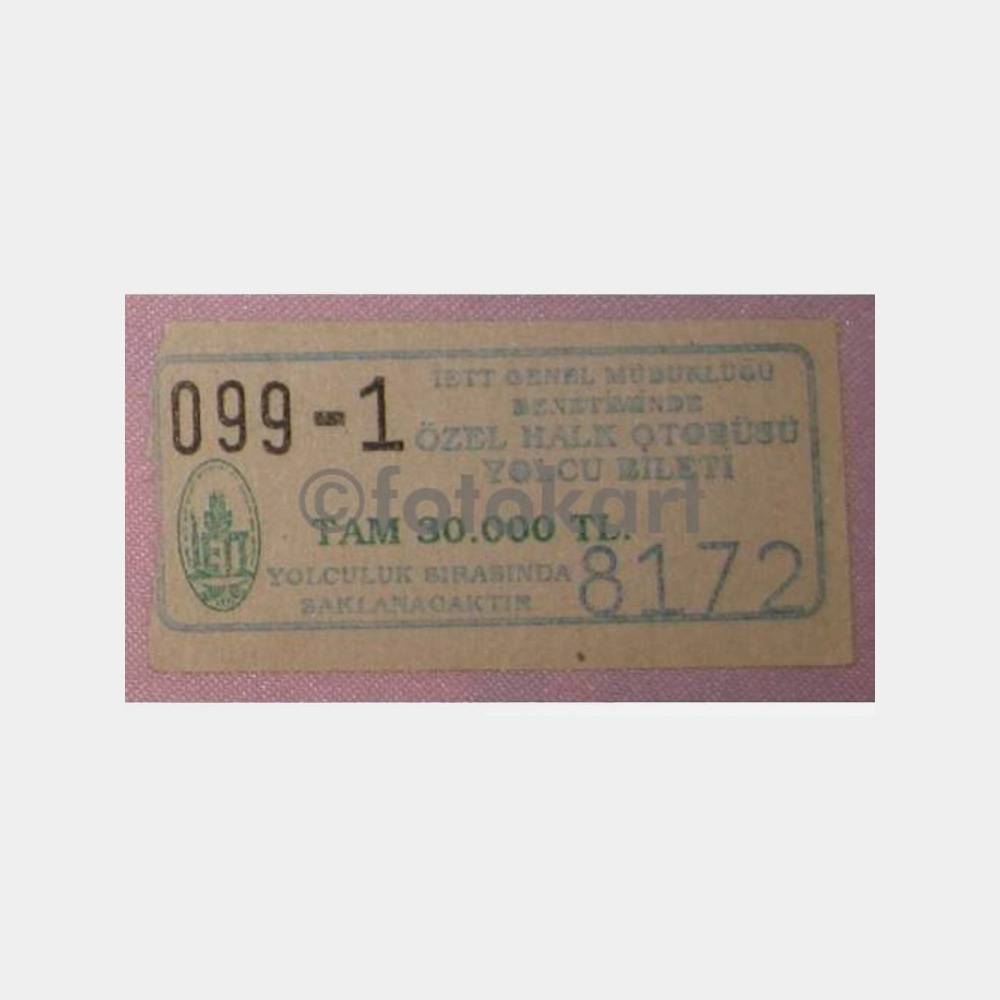 099-1
İETT GENEL MÜDÜRLÜĞÜ
DENETİMİNDE
ÖZEL HALK OTOBÜSÜ
YOLCU BİLETİ
©fotokart
TAM 30.000 TL.
İETT
YOLCULUK SIRASINDA
SAKLANACAKTIR
8172